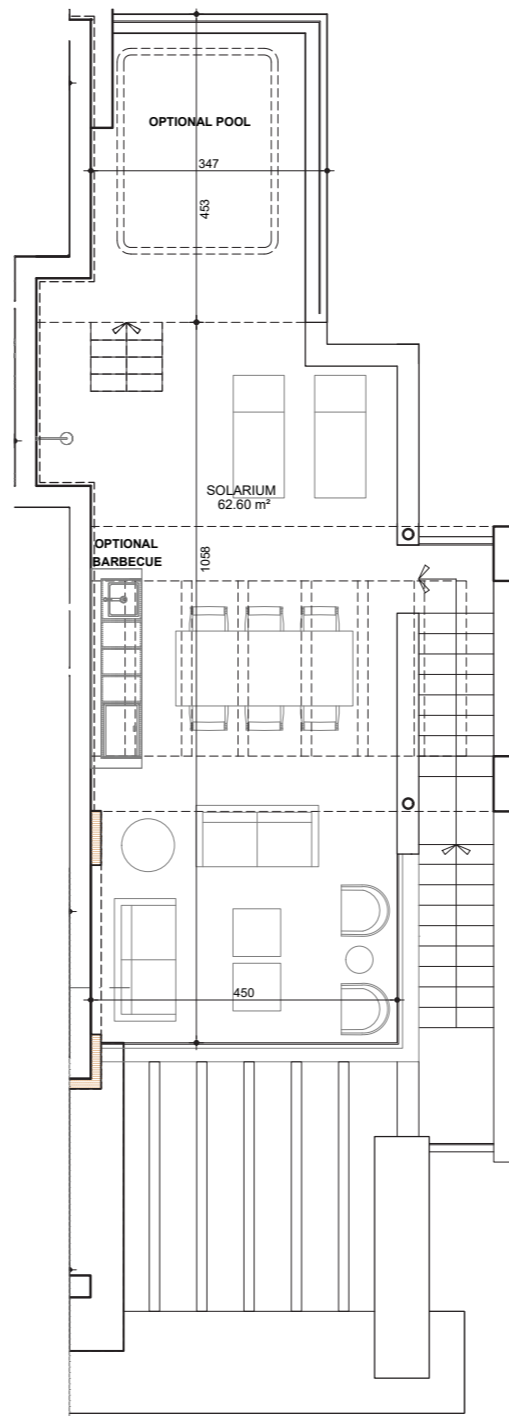 OPTIONAL POOL
347
453
SOLARIUM
62.60 m²
OPTIONAL
BARBECUE
1058
450